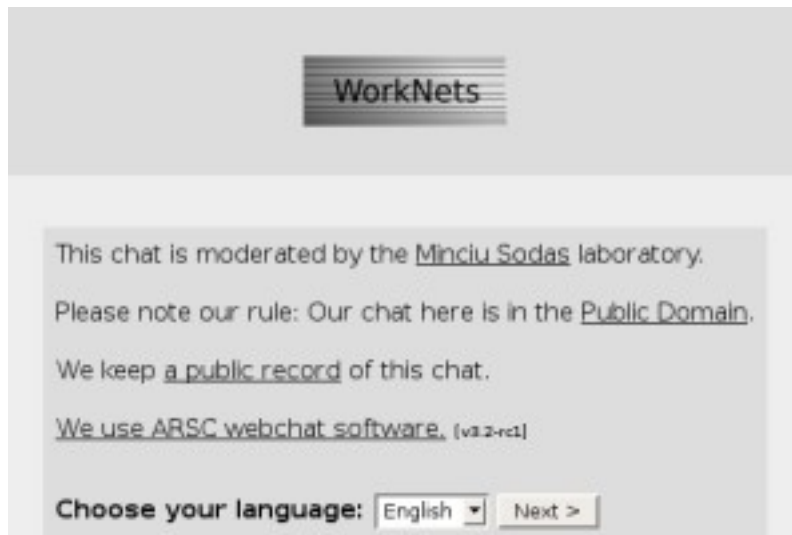 WorkNets
This chat is moderated by the Minciu Sodas laboratory.
Please note our rule: Our chat here is in the Public Domain.
We keep a public record of this chat.
We use ARSC webchat software. [v3.2-rc1]
Choose your language: English Next >